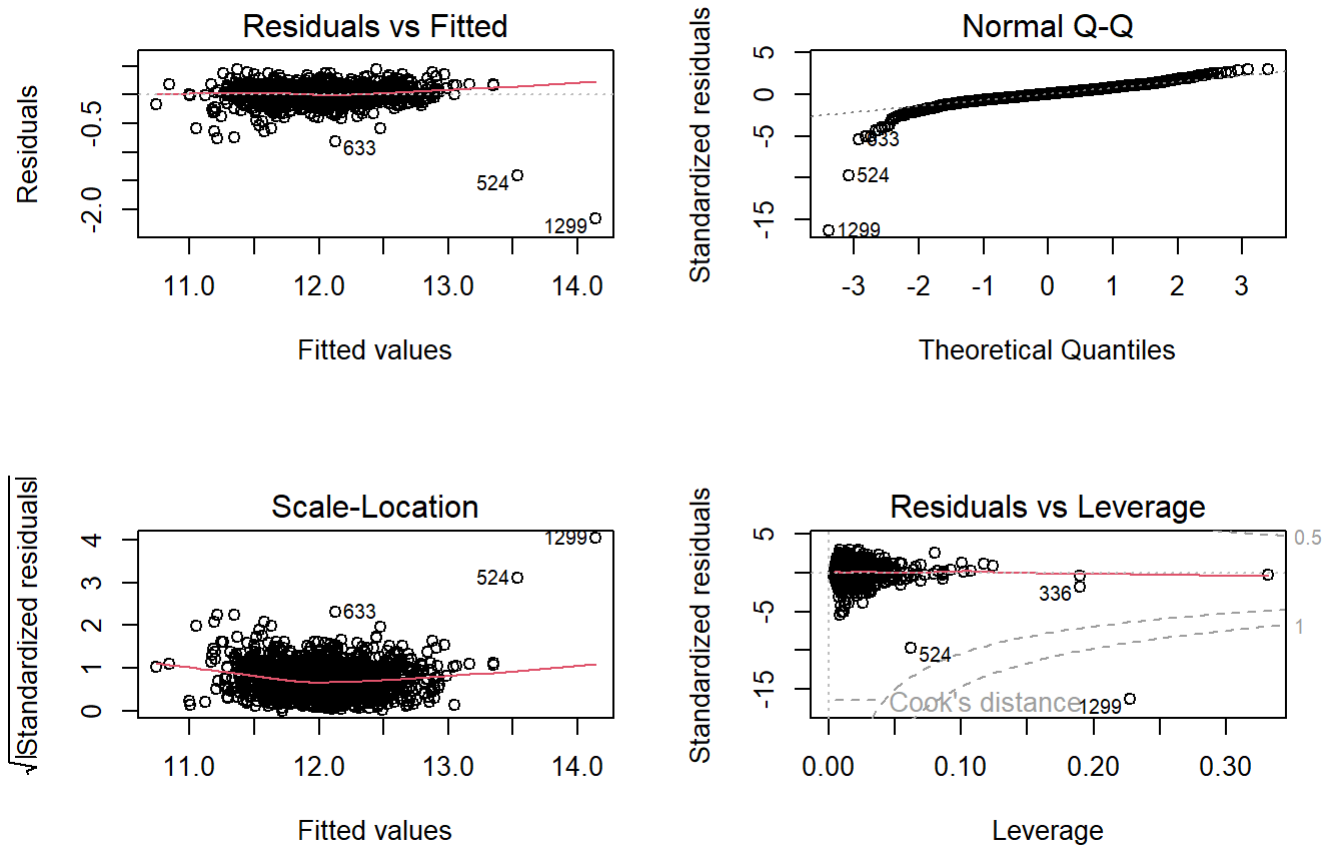 Residuals vs Fitted
Residuals
-0.5
-2.0
633
524
1299
11.0 12.0 13.0 14.0
Fitted values
Normal Q-Q
Standardized residuals
5
0
-5
-15
633
524
1299
-3 -2 -1 0 1 2 3
Theoretical Quantiles
Scale-Location
√|Standardized residuals|
4
3
2
1
0
1299
524
633
11.0 12.0 13.0 14.0
Fitted values
Residuals vs Leverage
Standardized residuals
5
0
-5
-15
0.5
1
336
524
Cook's distance
1299
0.00 0.10 0.20 0.30
Leverage